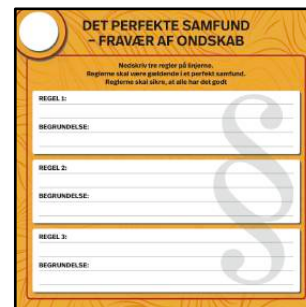 DET PERFEKTE SAMFUND
– FRAVÆR AF ONDSKAB
Nedskriv tre regler på linjerne.
Reglerne skal være gældende i et perfekt samfund.
Reglerne skal sikre, at alle har det godt
REGEL 1:
BEGRUNDELSE:
REGEL 2:
BEGRUNDELSE:
REGEL 3:
BEGRUNDELSE:
§